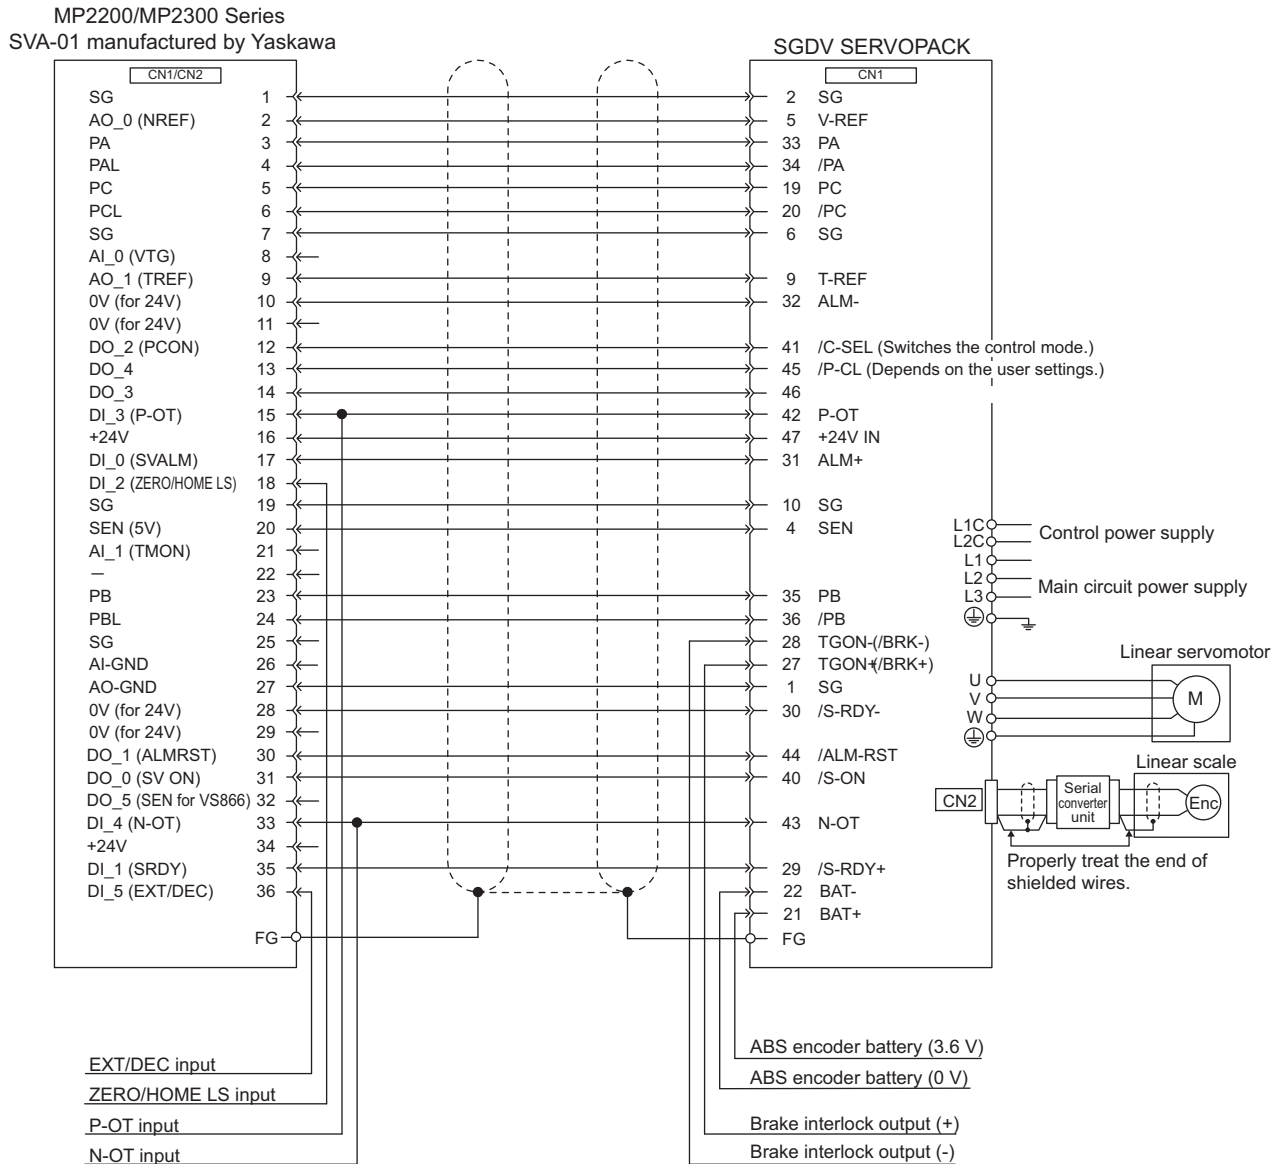 MP2200/MP2300 Series
SVA-01 manufactured by Yaskawa
SGDV SERVOPACK
CN1/CN2
CN1
SG 1 2 SG
AO_0 (NREF) 2 5 V-REF
PA 3 33 PA
PAL 4 34 /PA
PC 5 19 PC
PCL 6 20 /PC
SG 7 6 SG
AI_0 (VTG) 8
AO_1 (TREF) 9 9 T-REF
0V (for 24V) 10 32 ALM-
0V (for 24V) 11
DO_2 (PCON) 12 41 /C-SEL (Switches the control mode.)
DO_4 13 45 /P-CL (Depends on the user settings.)
DO_3 14 46
DI_3 (P-OT) 15 42 P-OT
+24V 16 47 +24V IN
DI_0 (SVALM) 17 31 ALM+
DI_2 (ZERO/HOME LS) 18
SG 19 10 SG
SEN (5V) 20 4 SEN
AI_1 (TMON) 21
— 22
PB 23 35 PB
PBL 24 36 /PB
SG 25 28 TGON-(/BRK-)
AI-GND 26 27 TGON+(/BRK+)
AO-GND 27 1 SG
0V (for 24V) 28 30 /S-RDY-
0V (for 24V) 29
DO_1 (ALMRST) 30 44 /ALM-RST
DO_0 (SV ON) 31 40 /S-ON
DO_5 (SEN for VS866) 32
DI_4 (N-OT) 33 43 N-OT
+24V 34
DI_1 (SRDY) 35 29 /S-RDY+
DI_5 (EXT/DEC) 36 22 BAT-
21 BAT+
FG FG
L1C
L2C
Control power supply
L1
L2
L3
Main circuit power supply
Linear servomotor
U
V
W
M
Linear scale
CN2
Serial
converter
unit
Enc
Properly treat the end of
shielded wires.
EXT/DEC input
ZERO/HOME LS input
P-OT input
N-OT input
ABS encoder battery (3.6 V)
ABS encoder battery (0 V)
Brake interlock output (+)
Brake interlock output (-)